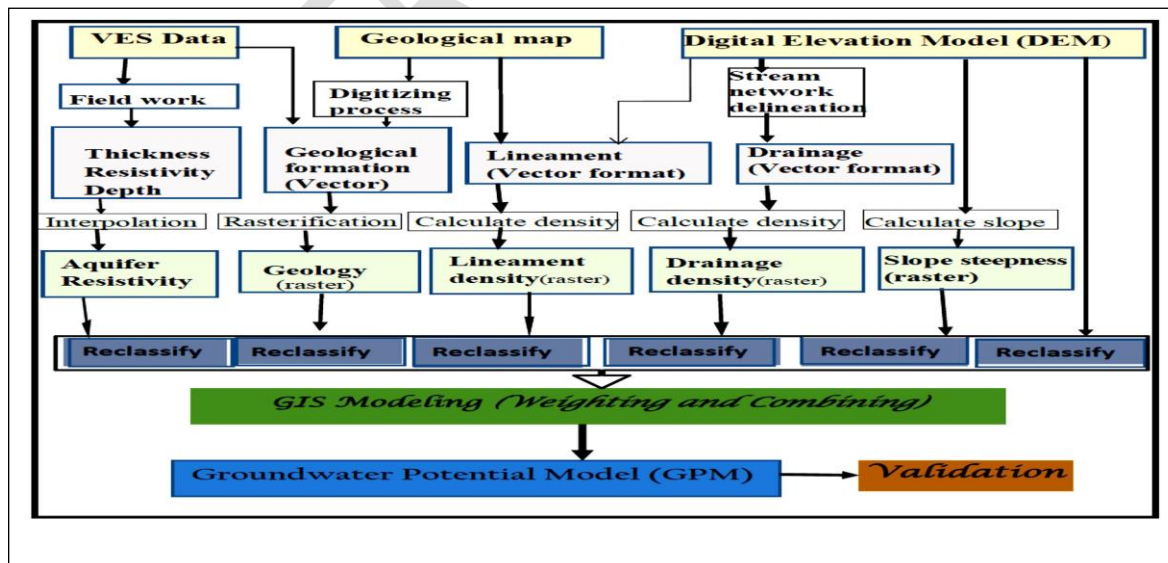 VES Data
Geological map
Digital Elevation Model (DEM)
Field work
Digitizing
process
Stream
network
delineation
Thickness
Resistivity
Depth
Geological
formation
(Vector)
Lineament
(Vector format)
Drainage
(Vector format)
Interpolation
Rasterification
Calculate density
Calculate density
Calculate slope
Aquifer
Resistivity
Geology
(raster)
Lineament
density(raster)
Drainage
density(raster)
Slope steepness
(raster)
Reclassify
Reclassify
Reclassify
Reclassify
Reclassify
Reclassify
GIS Modeling (Weighting and Combining)
Groundwater Potential Model (GPM)
Validation